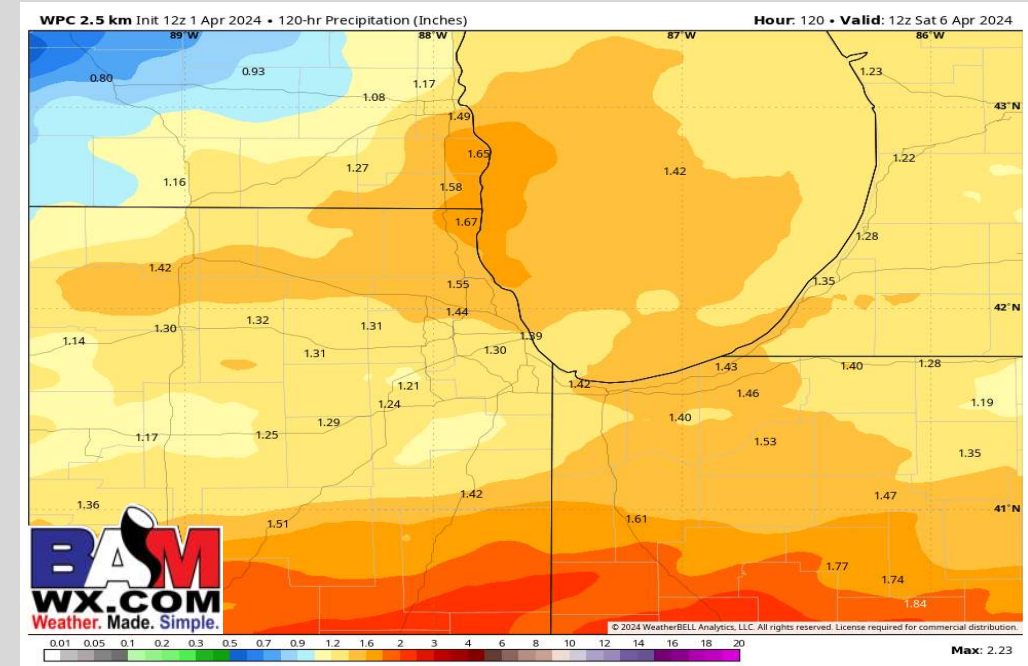 WPC 2.5 km Init 12z 1 Apr 2024 • 120-hr Precipitation (Inches) Hour: 120 • Valid: 12z Sat 6 Apr 2024
89°W 88°W 87°W 86°W
0.80 0.93 1.17 1.23
1.08
1.49 43°N
1.65
1.22
1.16 1.27 1.42
1.58
1.67
1.28
1.42
1.55 1.35
1.44 42°N
1.30 1.32 1.31
1.14 1.39
1.31 1.30
1.43 1.40 1.28
1.21 1.42
1.24 1.46 1.19
1.29 1.40
1.17 1.25 1.53
1.35
1.42 1.47
1.36 41°N
1.51 1.61
BAM
WX.COM
Weather. Made. Simple.
1.77 1.74
1.84
© 2024 WeatherBELL Analytics, LLC. All rights reserved. License required for commercial distribution.
0.01 0.05 0.1 0.2 0.3 0.5 0.7 0.9 1.2 1.6 2 3 4 6 8 10 12 14 16 18 20 Max: 2.23